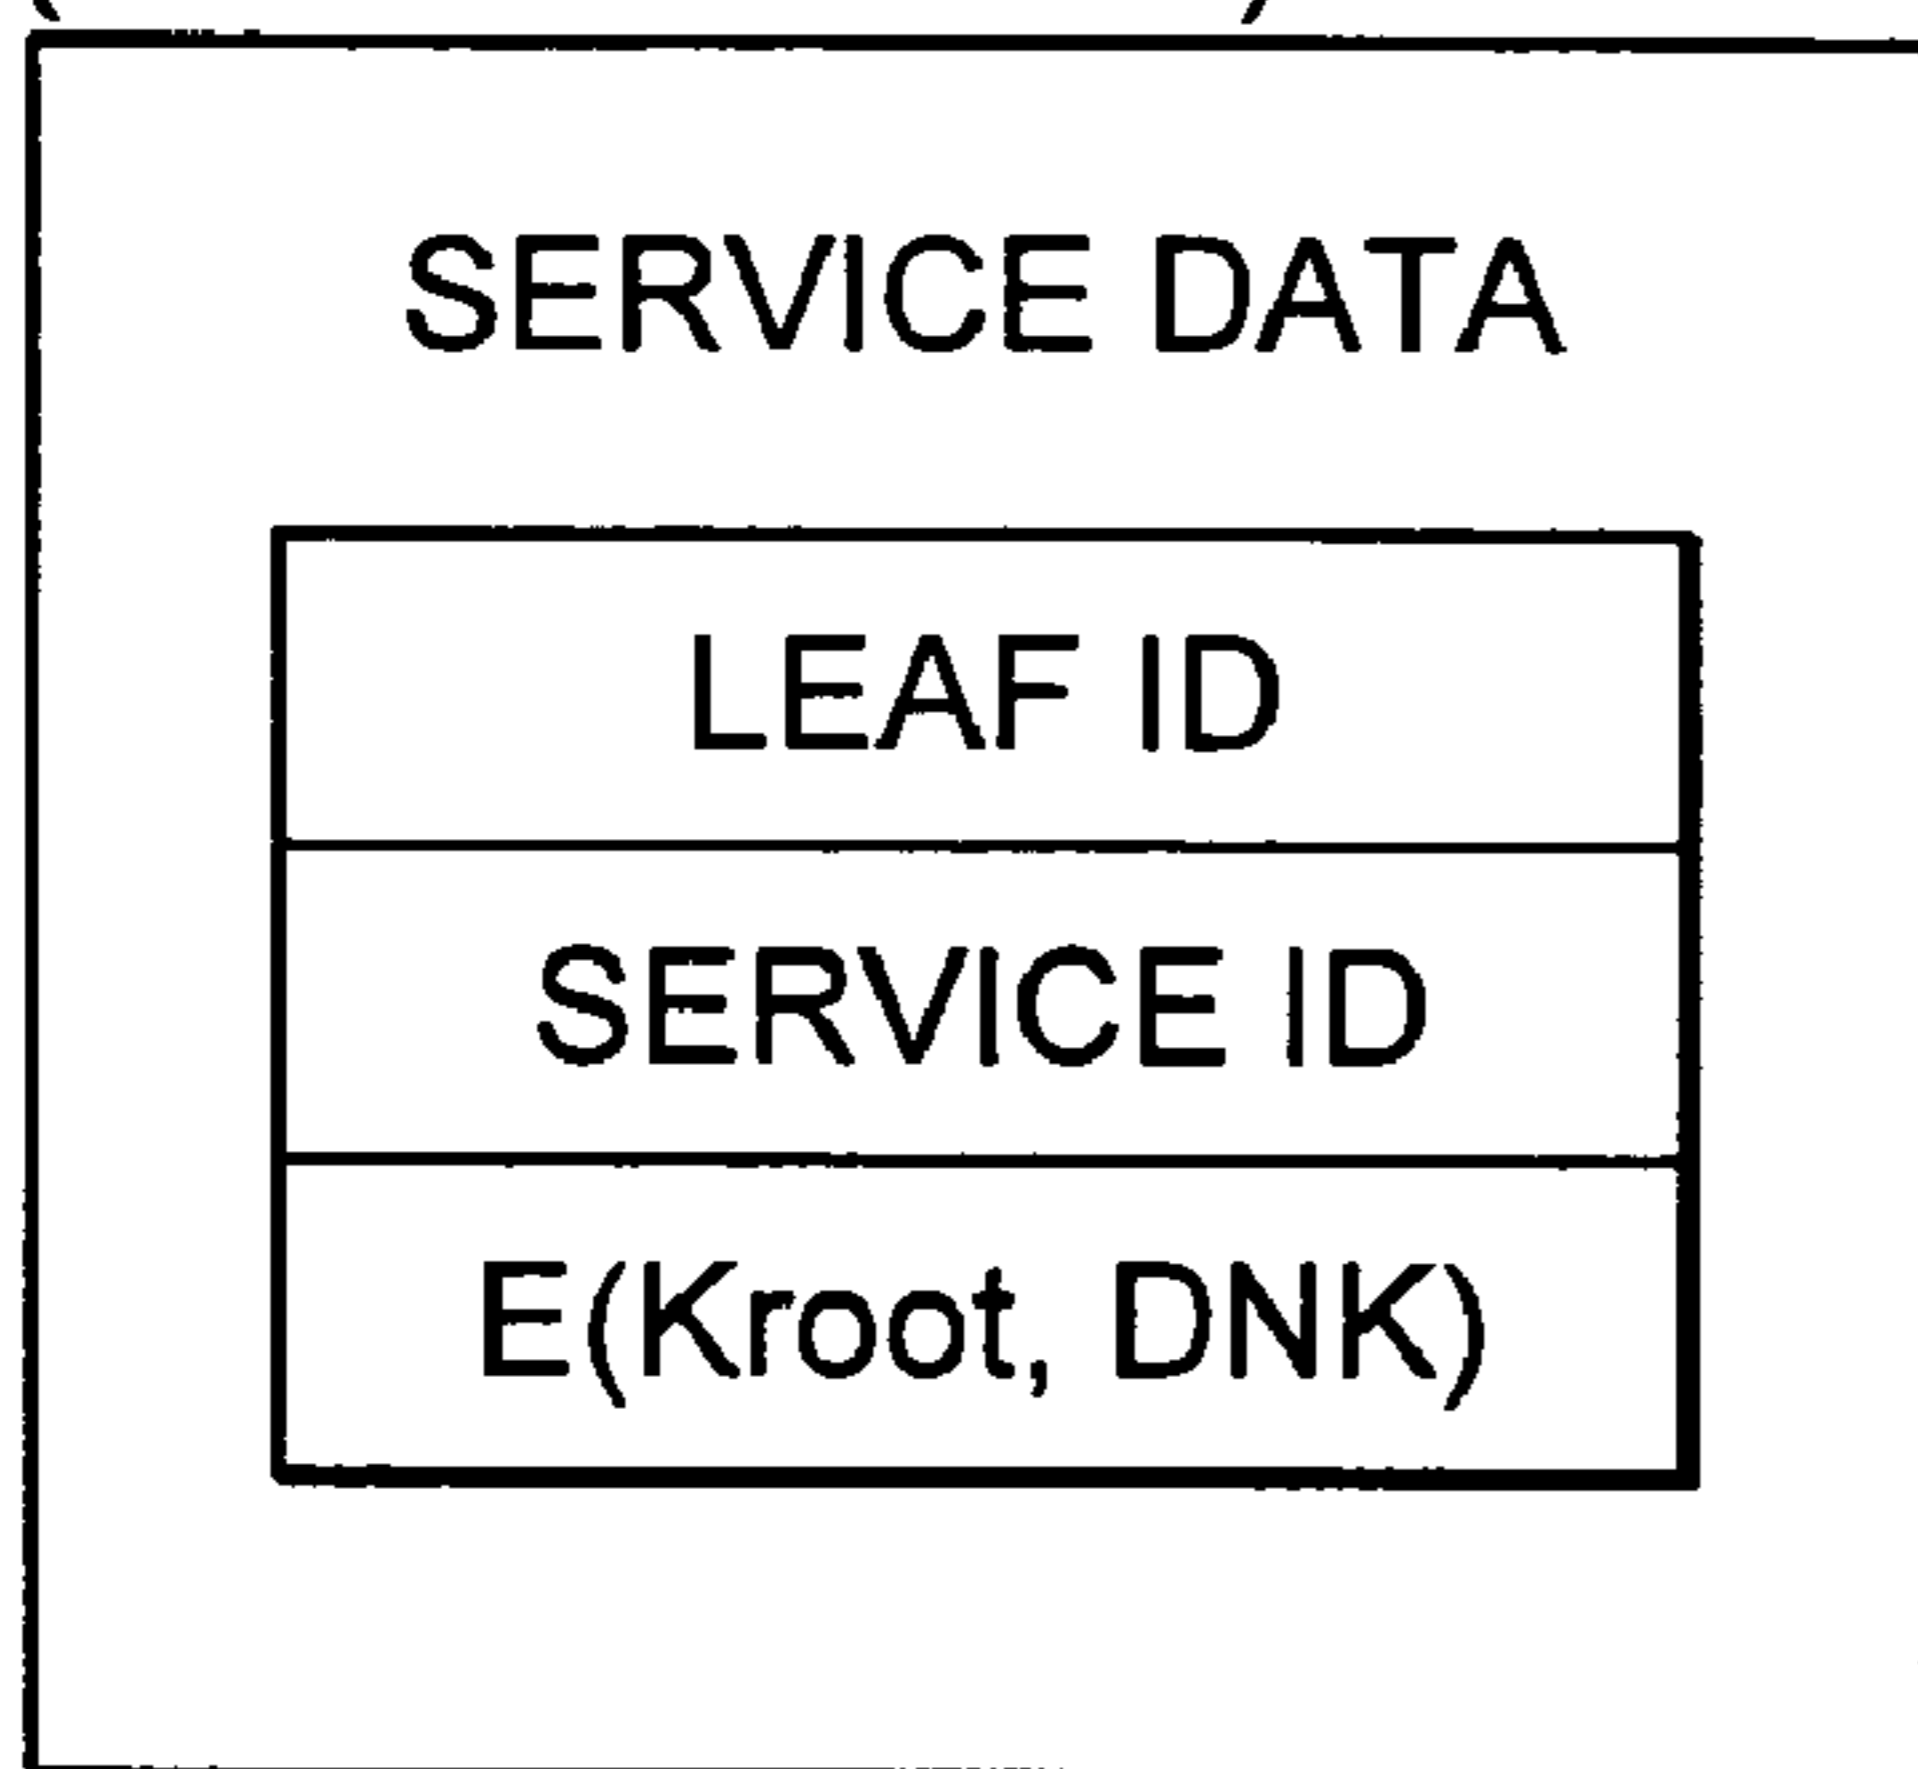 SERVICE DATA
LEAF ID
SERVICE ID
E(Kroot, DNK)